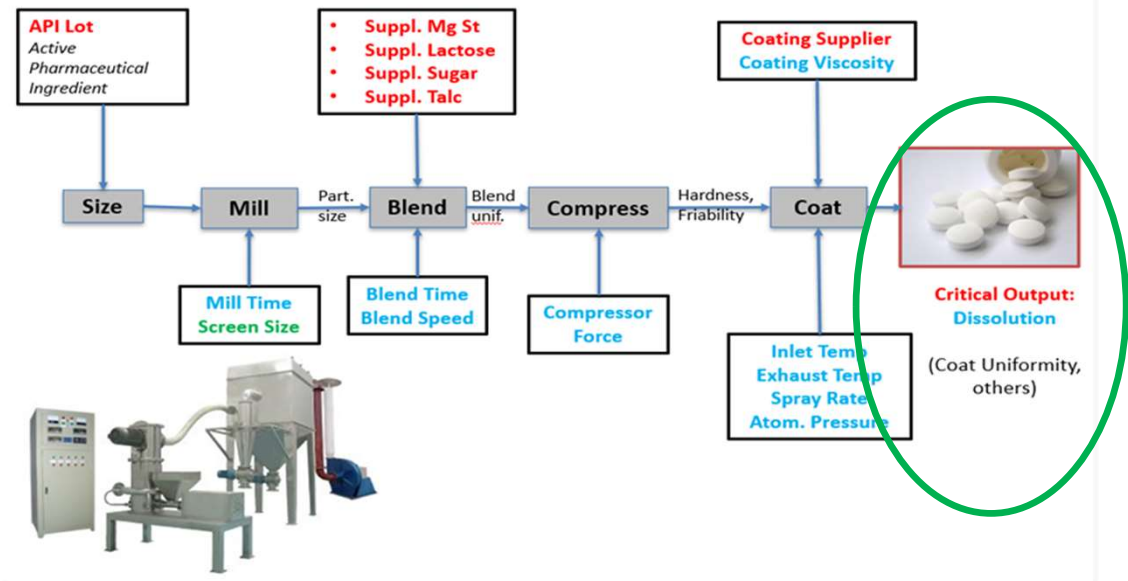 API Lot
Active
Pharmaceutical
Ingredient
• Suppl. Mg St
• Suppl. Lactose
• Suppl. Sugar
• Suppl. Talc
Coating Supplier
Coating Viscosity
Size
Mill
Part.
size
Blend
Blend
unif.
Compress
Hardness,
Friability
Coat
Mill Time
Screen Size
Blend Time
Blend Speed
Compressor
Force
Inlet Temp
Exhaust Temp
Spray Rate
Atom. Pressure
Critical Output:
Dissolution
(Coat Uniformity,
others)